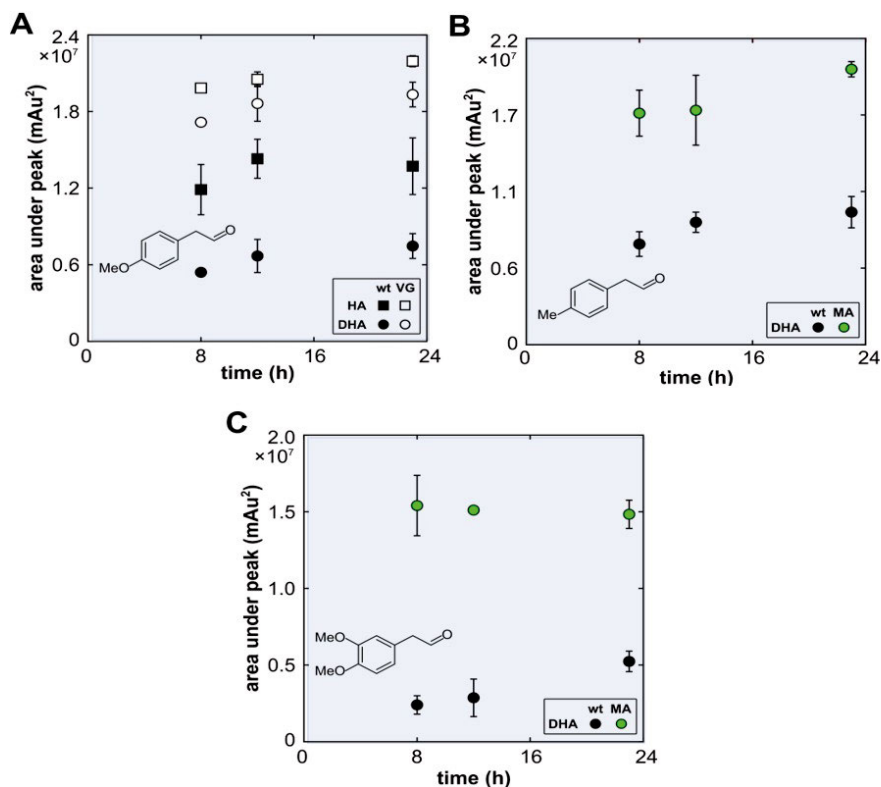 A
2.4
×10⁷
1.8
1.2
0.6
0
area under peak (mAu²)
MeO
O
wt VG
HA
DHA
0 8 16 24
time (h)
B
2.2
×10⁷
1.7
1.1
0.6
0
area under peak (mAu²)
Me
O
wt MA
DHA
0 8 16 24
time (h)
C
2.0
×10⁷
1.5
1.0
0.5
0
area under peak (mAu²)
MeO
MeO
O
wt MA
DHA
0 8 16 24
time (h)